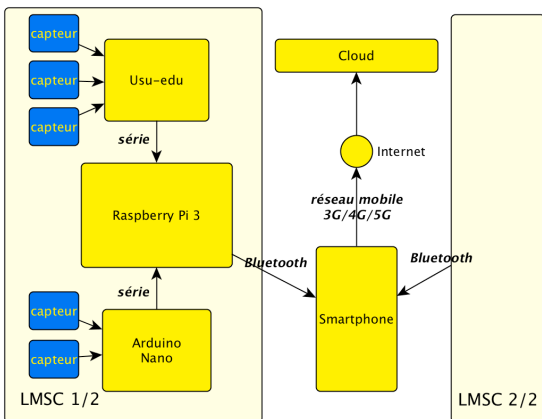 capteur
capteur
capteur
Usu-edu
série
Raspberry Pi 3
série
capteur
capteur
Arduino
Nano
LMSC 1/2
Bluetooth
Cloud
Internet
réseau mobile
3G/4G/5G
Smartphone
Bluetooth
LMSC 2/2